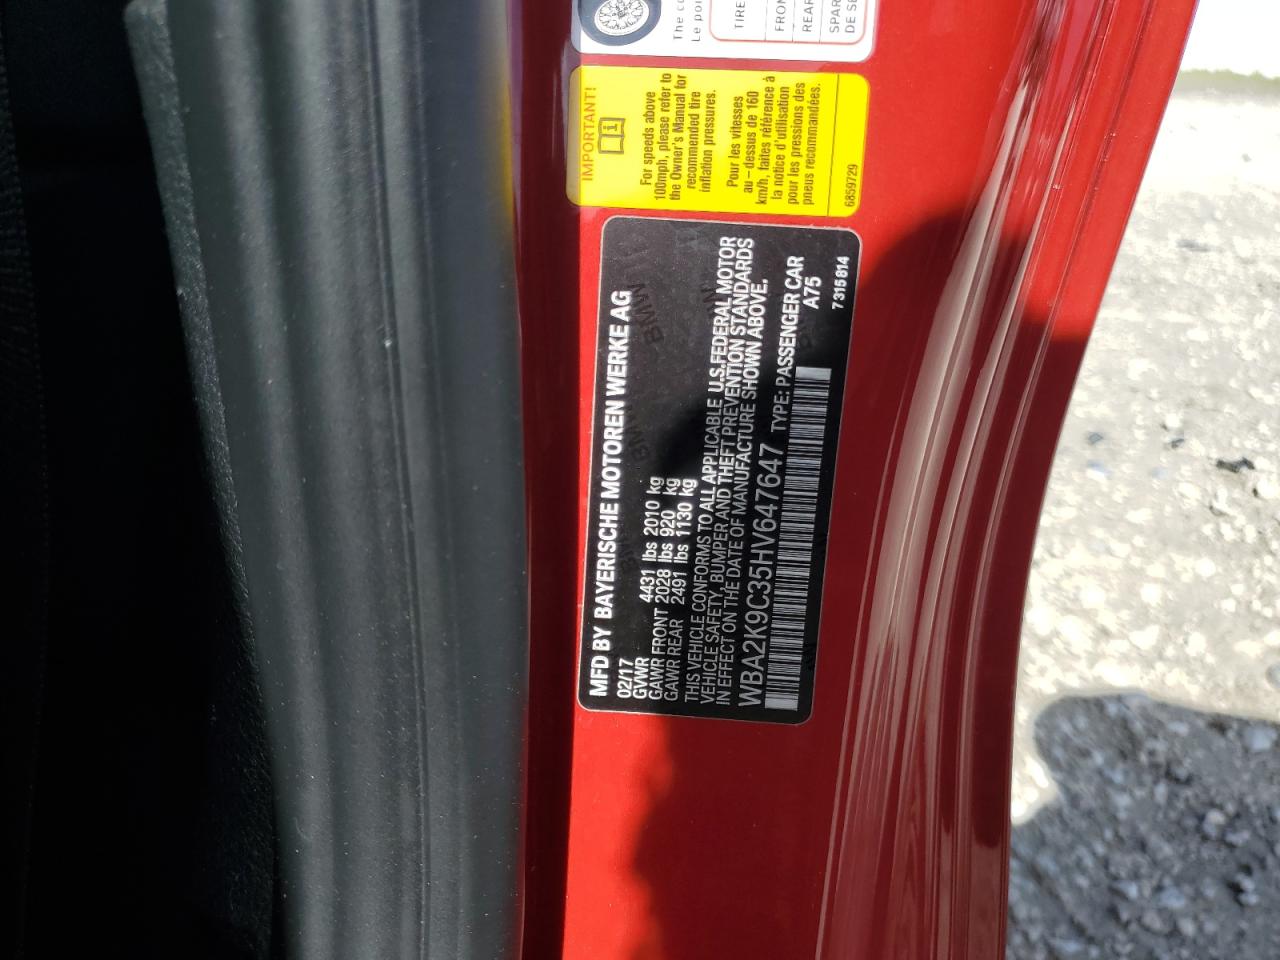 MFD BY BAYERISCHE MOTOREN WERKE AG
02/17
GVWR 4431 lbs 2010 kg
GAWR FRONT 2028 lbs 920 kg
GAWR REAR 2491 lbs 1130 kg
THIS VEHICLE CONFORMS TO ALL APPLICABLE U.S.FEDERAL MOTOR
VEHICLE SAFETY, BUMPER AND THEFT PREVENTION STANDARDS
IN EFFECT ON THE DATE OF MANUFACTURE SHOWN ABOVE.
WBA2K9C35HV647647 TYPE: PASSENGER CAR
A75
7315814
IMPORTANT!
For speeds above
100mph, please refer to
the Owner's Manual for
recommended tire
inflation pressures.
Pour les vitesses
au-dessus de 160
km/h, faites référence à
la notice d'utilisation
pour les pressions des
pneus recommandées.
6859729
The
Le
TIRE